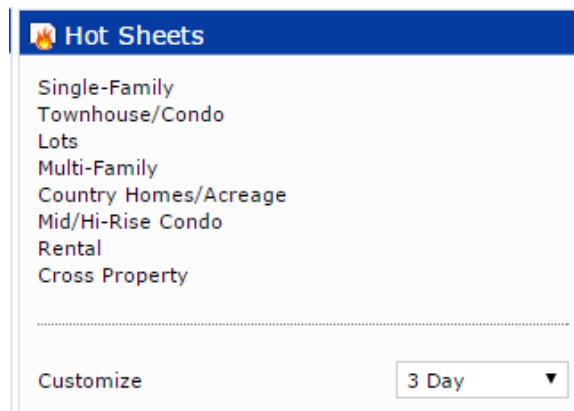 Hot Sheets
Single-Family
Townhouse/Condo
Lots
Multi-Family
Country Homes/Acreage
Mid/Hi-Rise Condo
Rental
Cross Property
Customize 3 Day